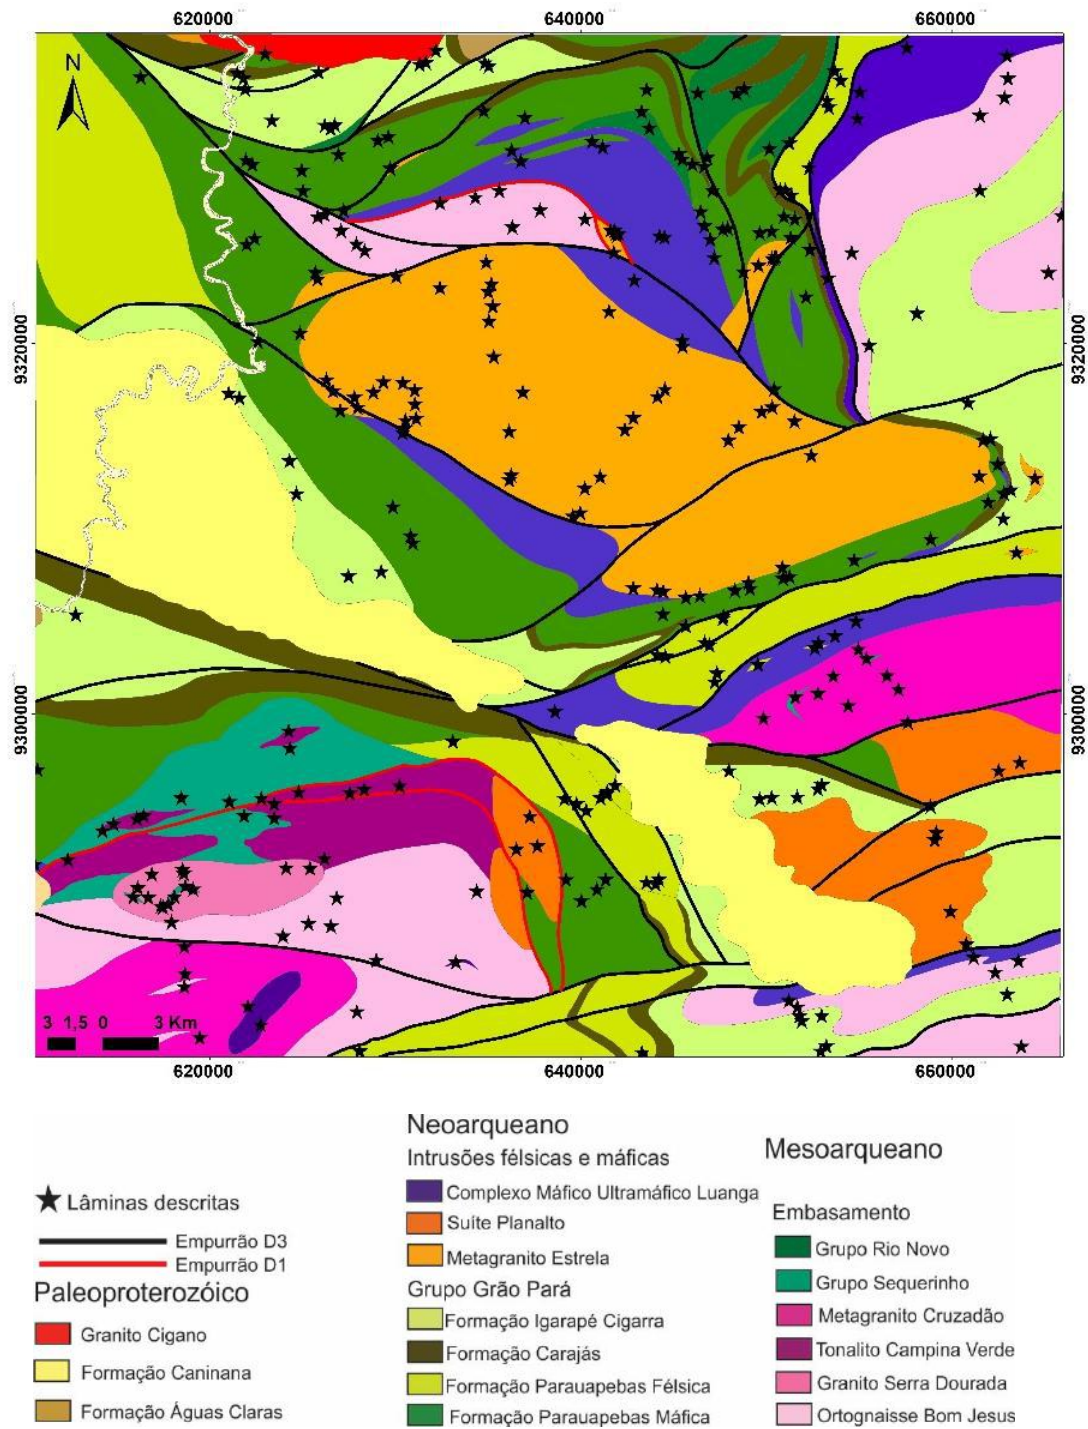 620000 640000 660000
N
9320000 9320000
9300000 9300000
3 1,5 0 3 Km
620000 640000 660000
Lâminas descritas
Empurrão D3
Empurrão D1
Paleoproterozóico
Granito Cigano
Formação Caninana
Formação Águas Claras
Neoarqueano
Intrusões félsicas e máficas
Complexo Máfico Ultramáfico Luanga
Suíte Planalto
Metagranito Estrela
Grupo Grão Pará
Formação Igarapé Cigarra
Formação Carajás
Formação Parauapebas Félsica
Formação Parauapebas Máfica
Mesoarqueano
Embasamento
Grupo Rio Novo
Grupo Sequerinho
Metagranito Cruzadão
Tonalito Campina Verde
Granito Serra Dourada
Ortognaisse Bom Jesus